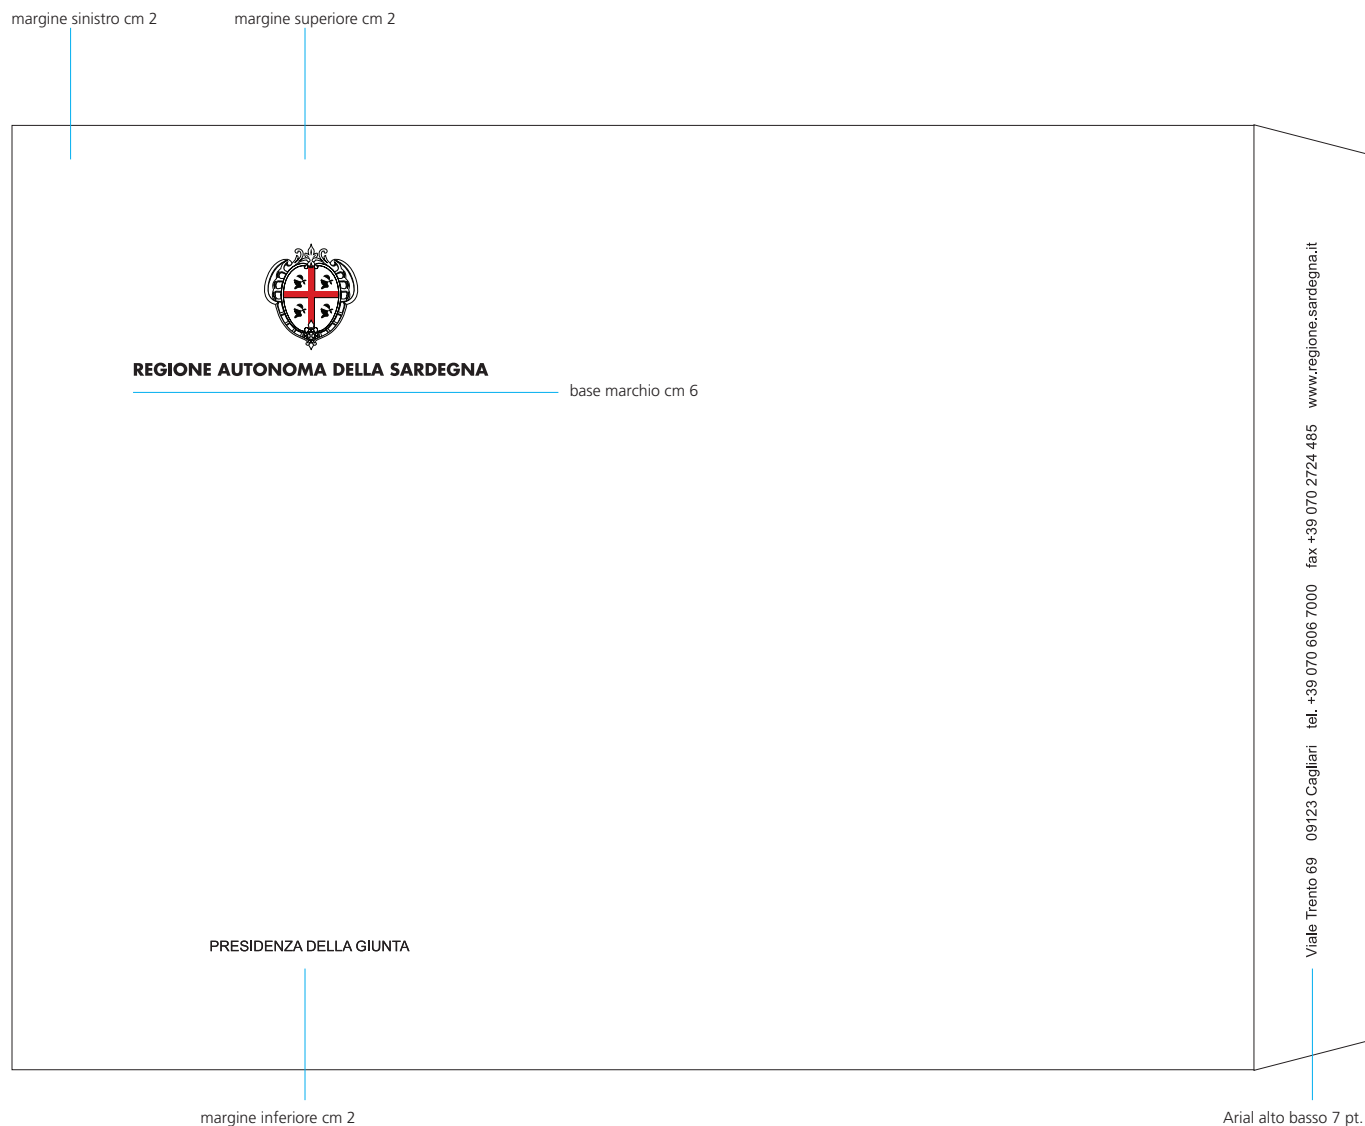 margine sinistro cm 2
margine superiore cm 2
REGIONE AUTONOMA DELLA SARDEGNA
base marchio cm 6
PRESIDENZA DELLA GIUNTA
Viale Trento 69 09123 Cagliari tel. +39 070 606 7000 fax +39 070 2724 485 www.regione.sardegna.it
margine inferiore cm 2
Arial alto basso 7 pt.